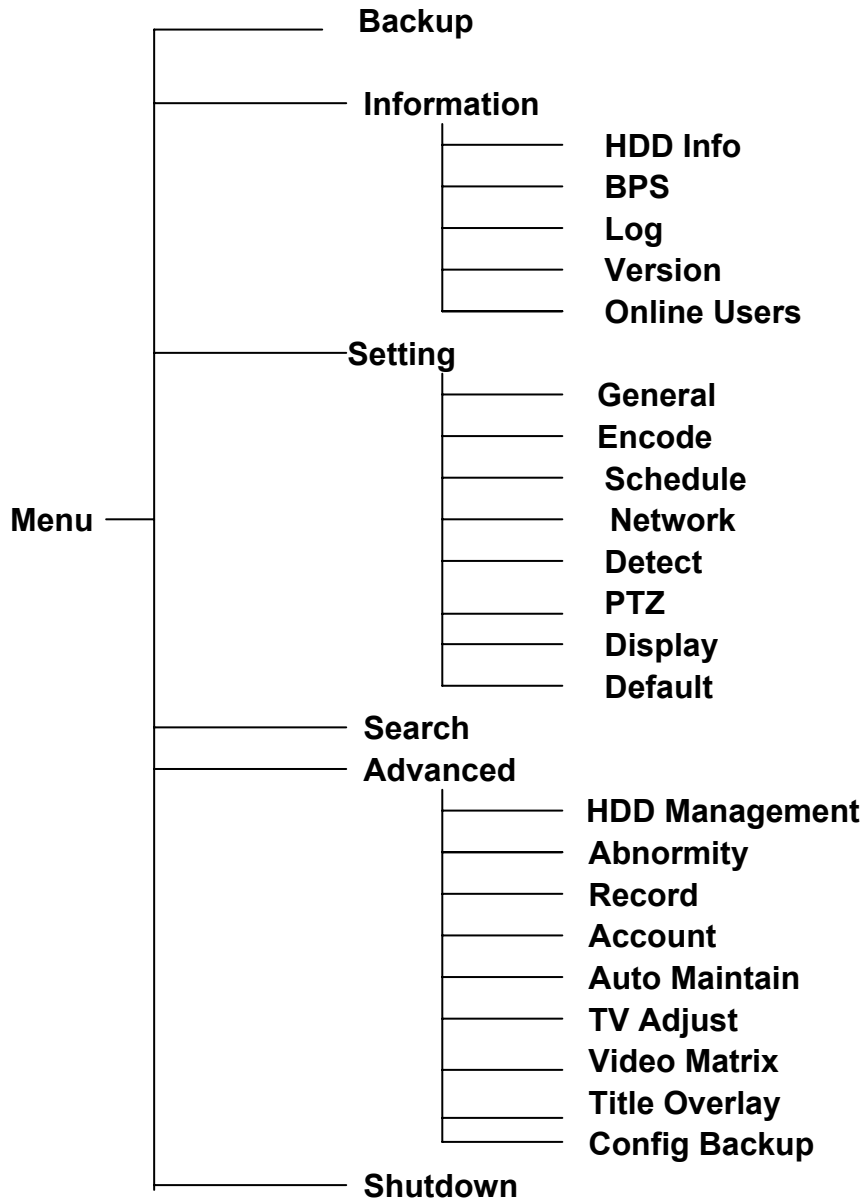 Backup
Information
HDD Info
BPS
Log
Version
Online Users
Setting
General
Encode
Schedule
Menu
Network
Detect
PTZ
Display
Default
Search
Advanced
HDD Management
Abnormity
Record
Account
Auto Maintain
TV Adjust
Video Matrix
Title Overlay
Config Backup
Shutdown